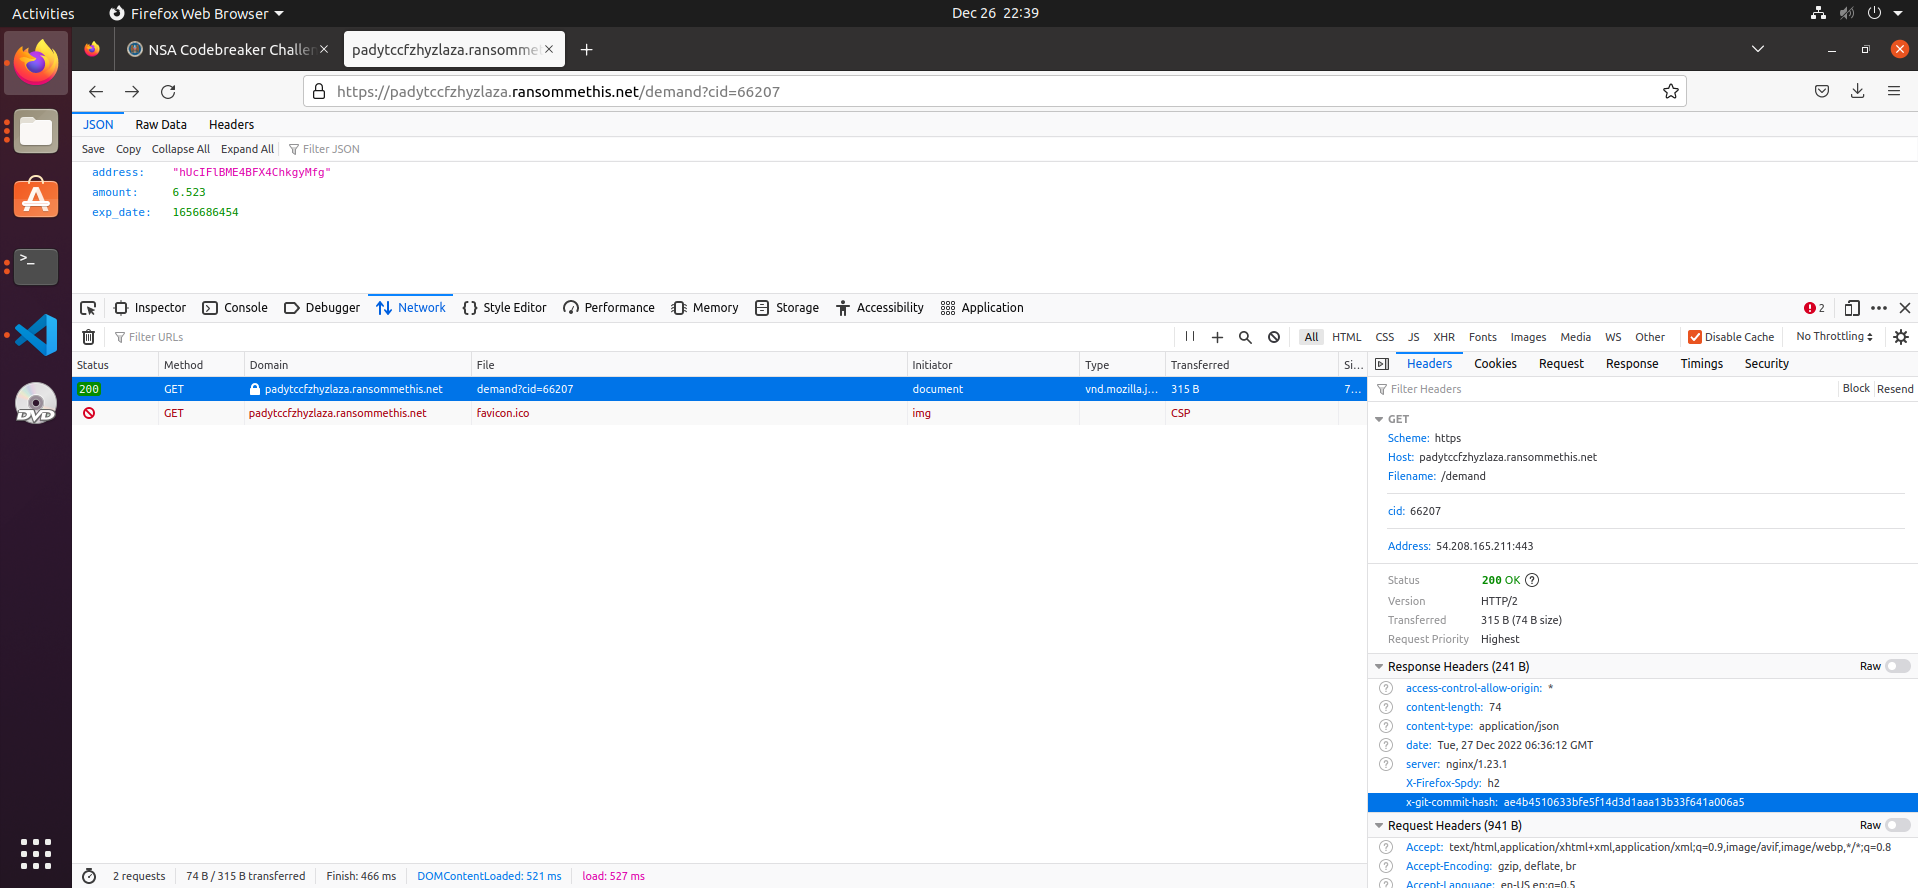 Activities Firefox Web Browser Dec 26 22:39
NSA Codebreaker Challen padytccfzhyzlaza.ransommet
https://padytccfzhyzlaza.ransommethis.net/demand?cid=66207
JSON Raw Data Headers
Save Copy Collapse All Expand All Filter JSON
address: "hUcIFlBME4BFX4ChkgyMfg"
amount: 6.523
exp_date: 1656686454
Inspector Console Debugger Network Style Editor Performance Memory Storage Accessibility Application 2
Filter URLs All HTML CSS JS XHR Fonts Images Media WS Other Disable Cache No Throttling
Status Method Domain File Initiator Type Transferred Si...
200 GET padytccfzhyzlaza.ransommethis.net demand?cid=66207 document vnd.mozilla.j... 315 B 7...
GET padytccfzhyzlaza.ransommethis.net favicon.ico img CSP
Headers Cookies Request Response Timings Security
Filter Headers Block Resend
GET
Scheme: https
Host: padytccfzhyzlaza.ransommethis.net
Filename: /demand
cid: 66207
Address: 54.208.165.211:443
Status 200 OK
Version HTTP/2
Transferred 315 B (74 B size)
Request Priority Highest
Response Headers (241 B) Raw
access-control-allow-origin: *
content-length: 74
content-type: application/json
date: Tue, 27 Dec 2022 06:36:12 GMT
server: nginx/1.23.1
X-Firefox-Spdy: h2
x-git-commit-hash: ae4b4510633bfe5f14d3d1aaa13b33f641a006a5
Request Headers (941 B) Raw
Accept: text/html,application/xhtml+xml,application/xml;q=0.9,image/avif,image/webp,*/*;q=0.8
Accept-Encoding: gzip, deflate, br
Accept-Language: en-US,en;q=0.5
DVD
2 requests 74 B / 315 B transferred Finish: 466 ms DOMContentLoaded: 521 ms load: 527 ms